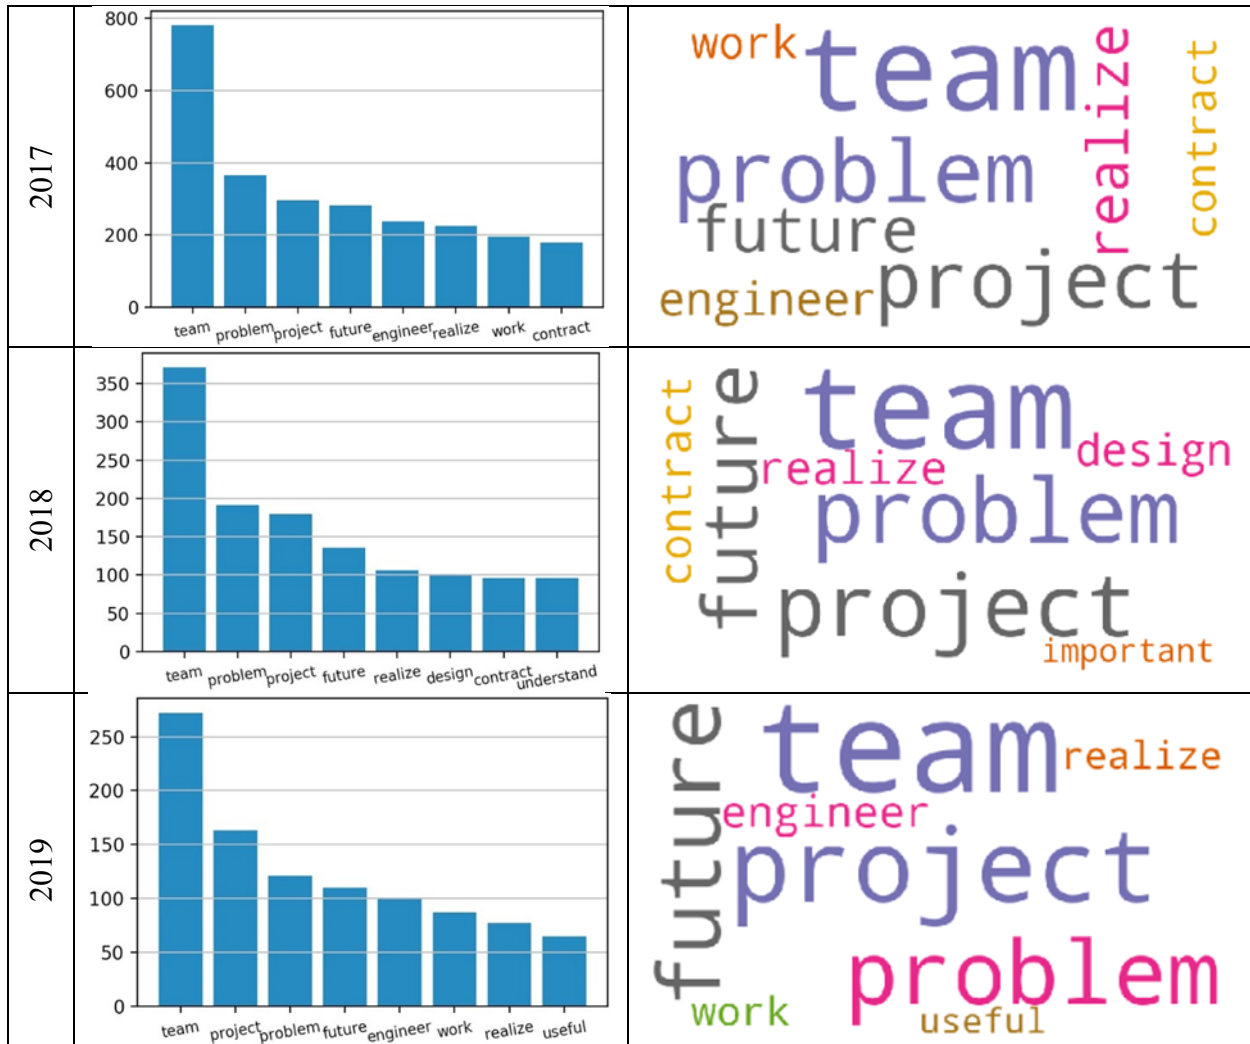 2017
800
600
400
200
0
team problem project future engineer realize work contract
work team realize contract
problem
future
engineer project
2018
350
300
250
200
150
100
50
0
team problem project future realize design contract understand
contract future team design
realize
problem
project
important
2019
250
200
150
100
50
0
team project problem future engineer work realize useful
future team realize
engineer
project
problem
work useful